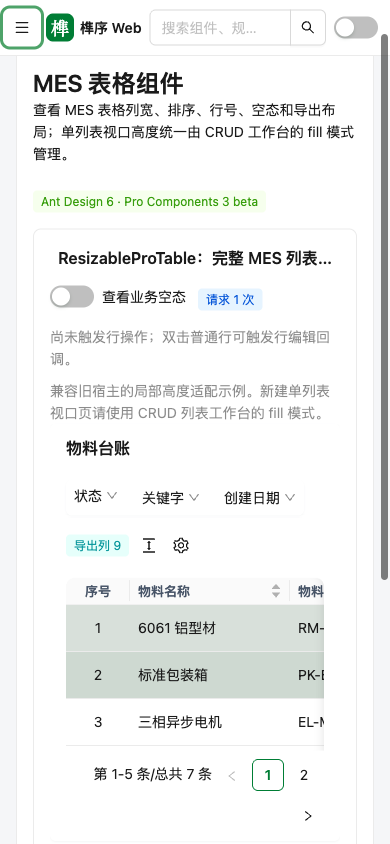 榫 榫序 Web 搜索组件、规...
MES 表格组件
查看 MES 表格列宽、排序、行号、空态和导出布
局；单列表视口高度统一由 CRUD 工作台的 fill 模式
管理。
Ant Design 6 · Pro Components 3 beta
ResizableProTable：完整 MES 列表...
查看业务空态 请求 1 次
尚未触发行操作；双击普通行可触发行编辑回
调。
兼容旧宿主的局部高度适配示例。新建单列表
视口页请使用 CRUD 列表工作台的 fill 模式。
物料台账
状态 关键字 创建日期
导出列 9
序号 物料名称 物料
1 6061 铝型材 RM-
2 标准包装箱 PK-
3 三相异步电机 EL-
第 1-5 条/总共 7 条 < 1 2
>